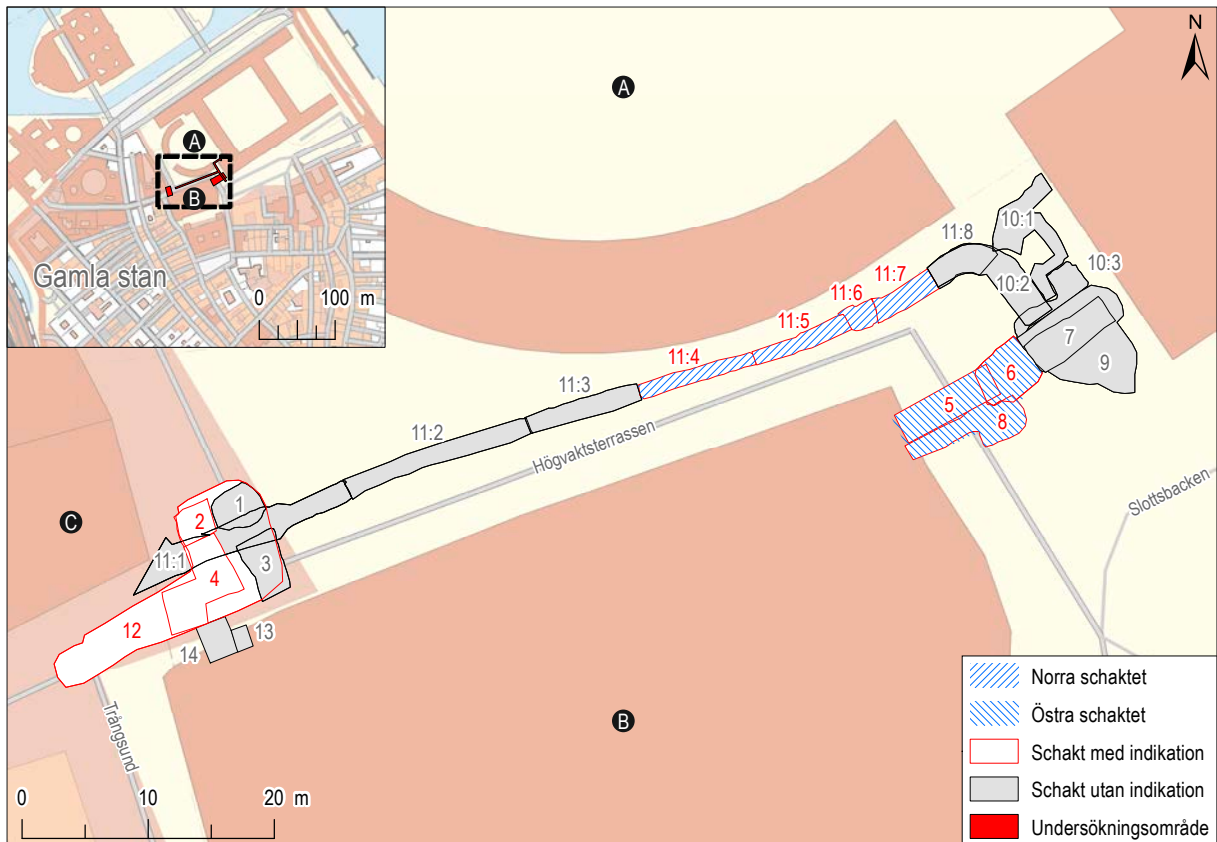 A
B
Gamla stan
0 100 m
N
A
10:1
11:8
10:3
10:2
11:7
11:6
11:5
7
11:4
9
6
11:3
5
8
11:2
Högvaktsterrassen
Slottsbacken
1
2
C
11:1
3
4
12
13
14
Trångsund
B
0 10 20 m
Norra schaktet
Östra schaktet
Schakt med indikation
Schakt utan indikation
Undersökningsområde